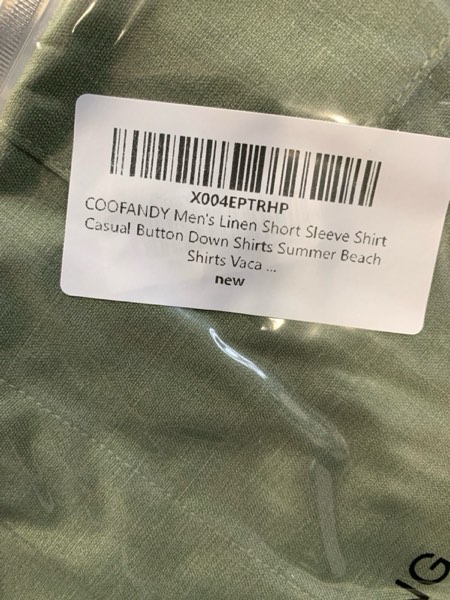 X004EPTRHP
COOFANDY Men's Linen Short Sleeve Shirt
Casual Button Down Shirts Summer Beach
Shirts Vaca ...
new